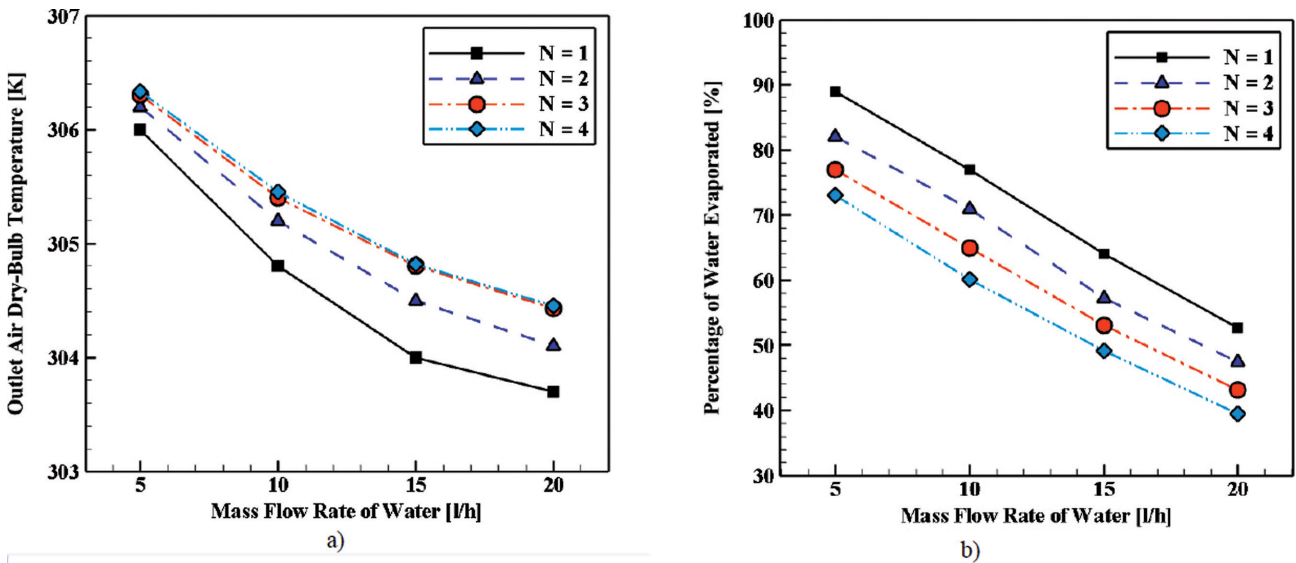 Outlet Air Dry-Bulb Temperature [K]
307
306
305
304
303
N = 1
N = 2
N = 3
N = 4
5 10 15 20
Mass Flow Rate of Water [l/h]
a)
Percentage of Water Evaporated [%]
100
90
80
70
60
50
40
30
N = 1
N = 2
N = 3
N = 4
5 10 15 20
Mass Flow Rate of Water [l/h]
b)